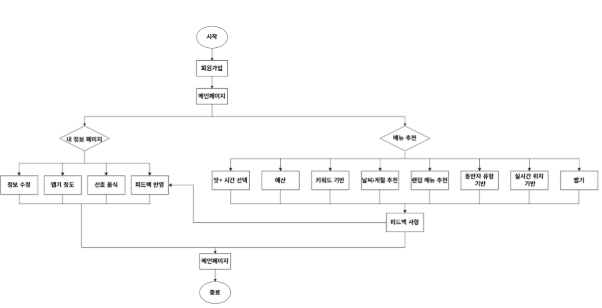 시작
회원가입
메인페이지
내 정보 페이지
메뉴 추천
정보 수정
맵기 정도
선호 음식
피드백 반영
맛+ 시간 선택
예산
키워드 기반
날씨/계절 추천
랜덤 메뉴 추천
동반자 유형
기반
실시간 위치
기반
맵기
피드백 사항
메인페이지
종료